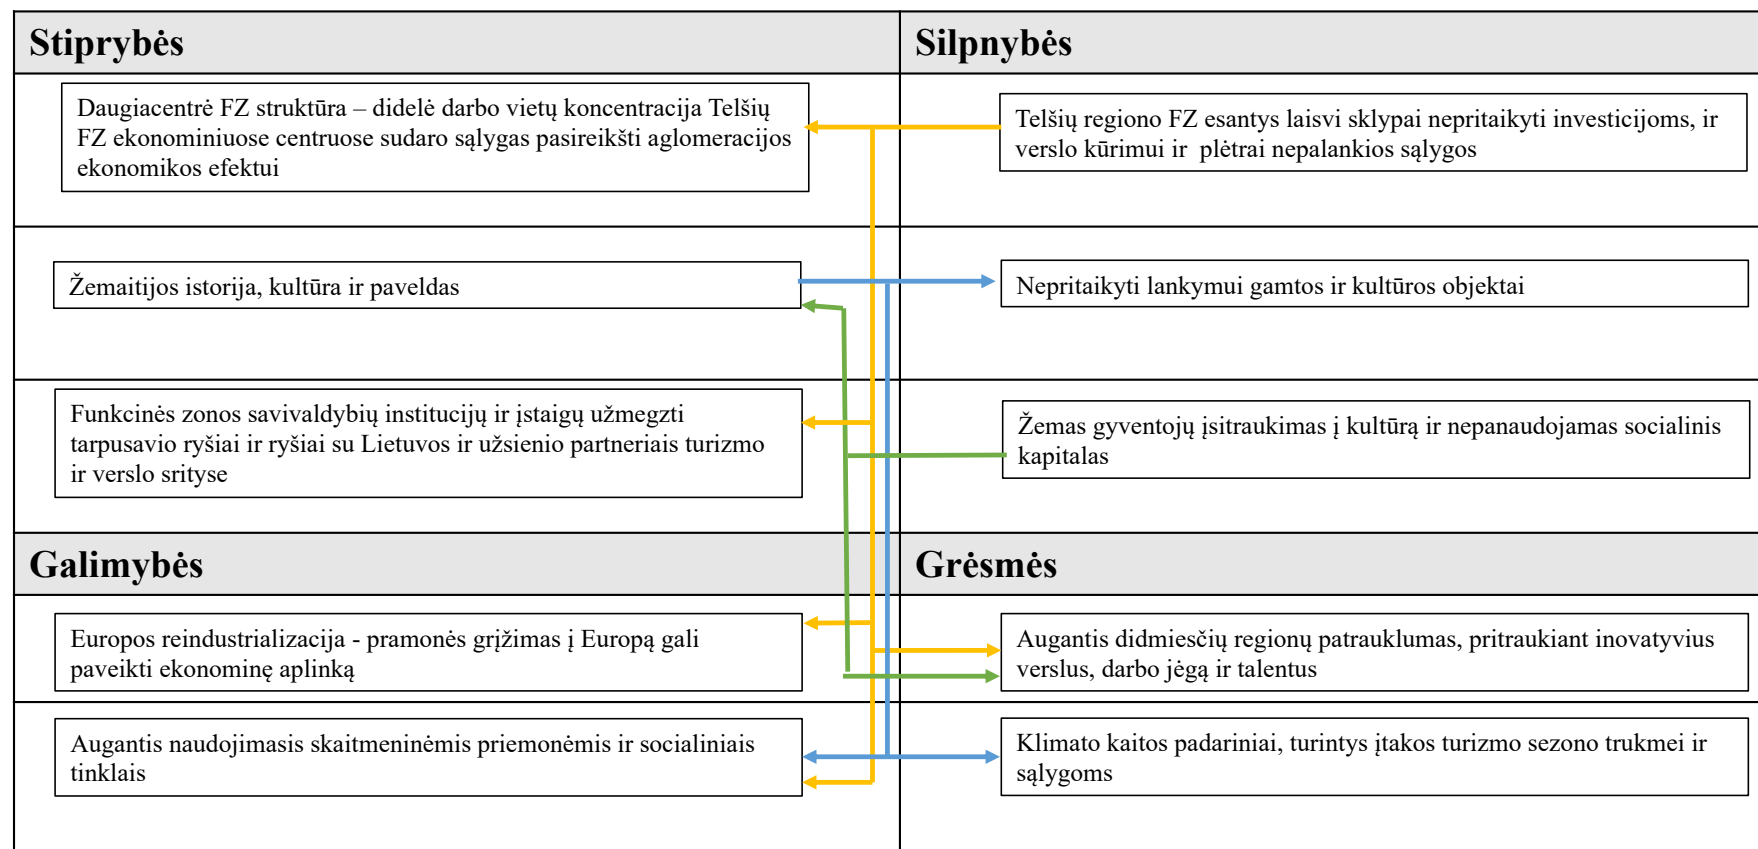 Stiprybės
Silpnybės
Daugiacentrė FZ struktūra – didelė darbo vietų koncentracija Telšių
FZ ekonominiuose centruose sudaro sąlygas pasireikšti aglomeracijos
ekonomikos efektui
Telšių regiono FZ esantys laisvi sklypai nepritaikyti investicijoms, ir
verslo kūrimui ir plėtrai nepalankios sąlygos
Žemaitijos istorija, kultūra ir paveldas
Nepritaikyti lankymui gamtos ir kultūros objektai
Funkcinės zonos savivaldybių institucijų ir įstaigų užmegzti
tarpusavio ryšiai ir ryšiai su Lietuvos ir užsienio partneriais turizmo
ir verslo srityse
Žemas gyventojų įsitraukimas į kultūrą ir nepanaudojamas socialinis
kapitalas
Galimybės
Grėsmės
Europos reindustrializacija - pramonės grįžimas į Europą gali
paveikti ekonominę aplinką
Augantis didmiesčių regionų patrauklumas, pritraukiant inovatyvius
verslus, darbo jėgą ir talentus
Augantis naudojimasis skaitmeninėmis priemonėmis ir socialiniais
tinklais
Klimato kaitos padariniai, turintys įtakos turizmo sezono trukmei ir
sąlygoms